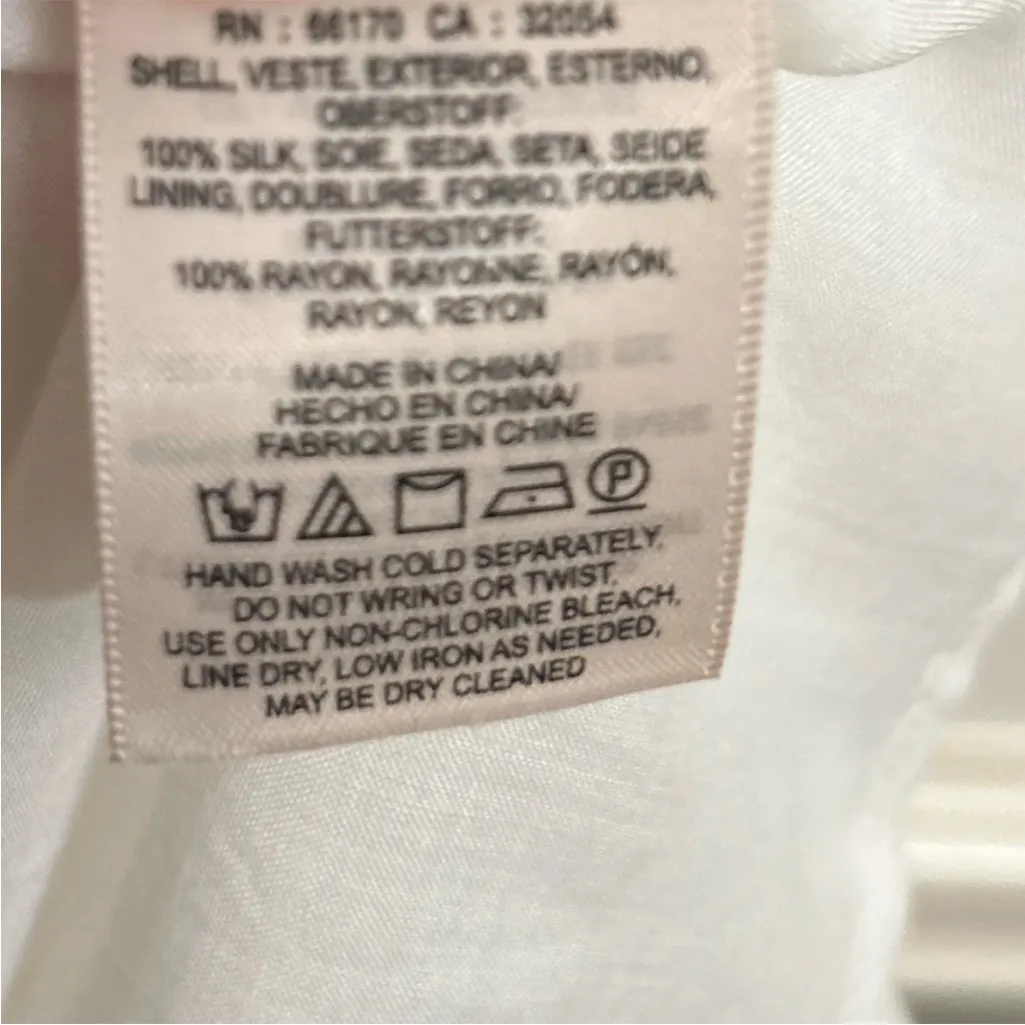 RN : 66170 CA : 32054
SHELL, VESTE, EXTERIOR, ESTERNO,
OBERSTOFF:
100% SILK, SOIE, SEDA, SETA, SEIDE
LINING, DOUBLURE, FORRO, FODERA,
FUTTERSTOFF:
100% RAYON, RAYONNE, RAYÓN,
RAYON, REYON
MADE IN CHINA/
HECHO EN CHINA/
FABRIQUE EN CHINE
P
HAND WASH COLD SEPARATELY,
DO NOT WRING OR TWIST,
USE ONLY NON-CHLORINE BLEACH,
LINE DRY, LOW IRON AS NEEDED,
MAY BE DRY CLEANED